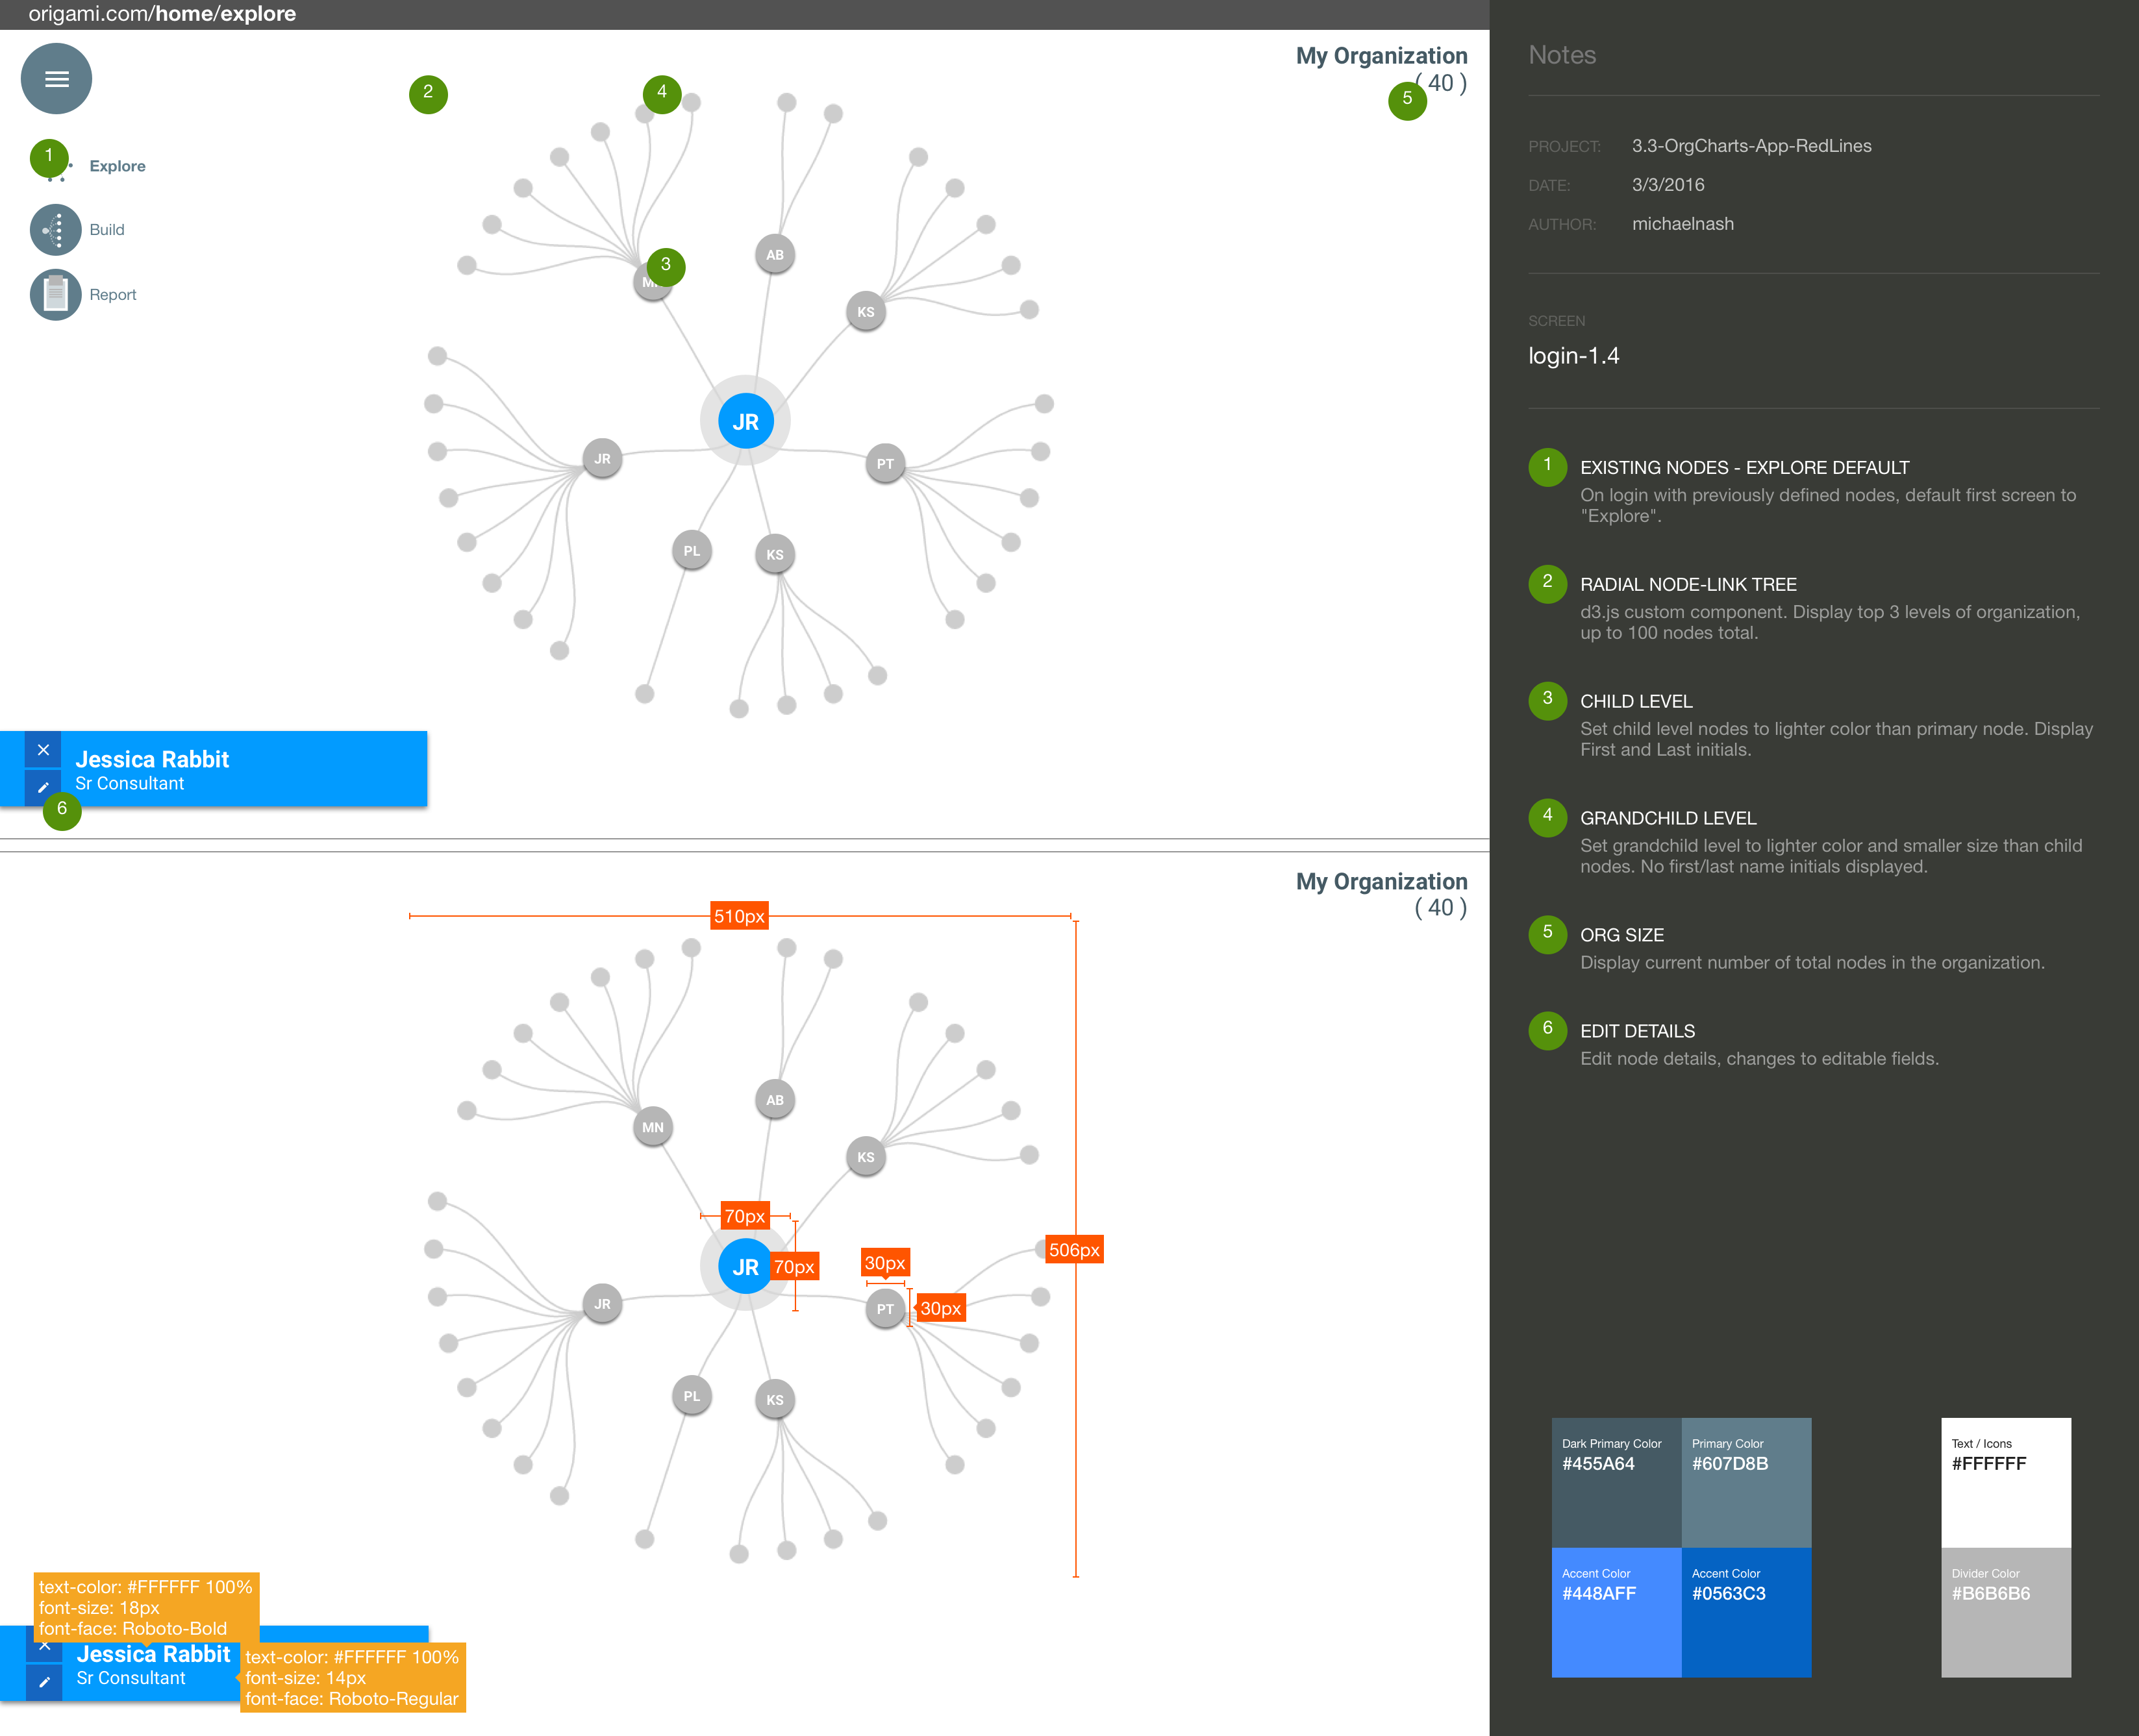 origami.com/home/explore
My Organization
( 40 )
2
4
5
1
Explore
Build
Report
3
AB
KS
JR
JR
PT
PL
KS
Jessica Rabbit
Sr Consultant
6
My Organization
( 40 )
510px
AB
MN
KS
70px
506px
JR
70px
30px
JR
PT
30px
PL
KS
text-color: #FFFFFF 100%
font-size: 18px
font-face: Roboto-Bold
Jessica Rabbit
Sr Consultant
text-color: #FFFFFF 100%
font-size: 14px
font-face: Roboto-Regular
Notes
PROJECT: 3.3-OrgCharts-App-RedLines
DATE: 3/3/2016
AUTHOR: michaelnash
SCREEN
login-1.4
1 EXISTING NODES - EXPLORE DEFAULT
On login with previously defined nodes, default first screen to
"Explore".
2 RADIAL NODE-LINK TREE
d3.js custom component. Display top 3 levels of organization,
up to 100 nodes total.
3 CHILD LEVEL
Set child level nodes to lighter color than primary node. Display
First and Last initials.
4 GRANDCHILD LEVEL
Set grandchild level to lighter color and smaller size than child
nodes. No first/last name initials displayed.
5 ORG SIZE
Display current number of total nodes in the organization.
6 EDIT DETAILS
Edit node details, changes to editable fields.
Dark Primary Color
#455A64
Primary Color
#607D8B
Text / Icons
#FFFFFF
Accent Color
#448AFF
Accent Color
#0563C3
Divider Color
#B6B6B6